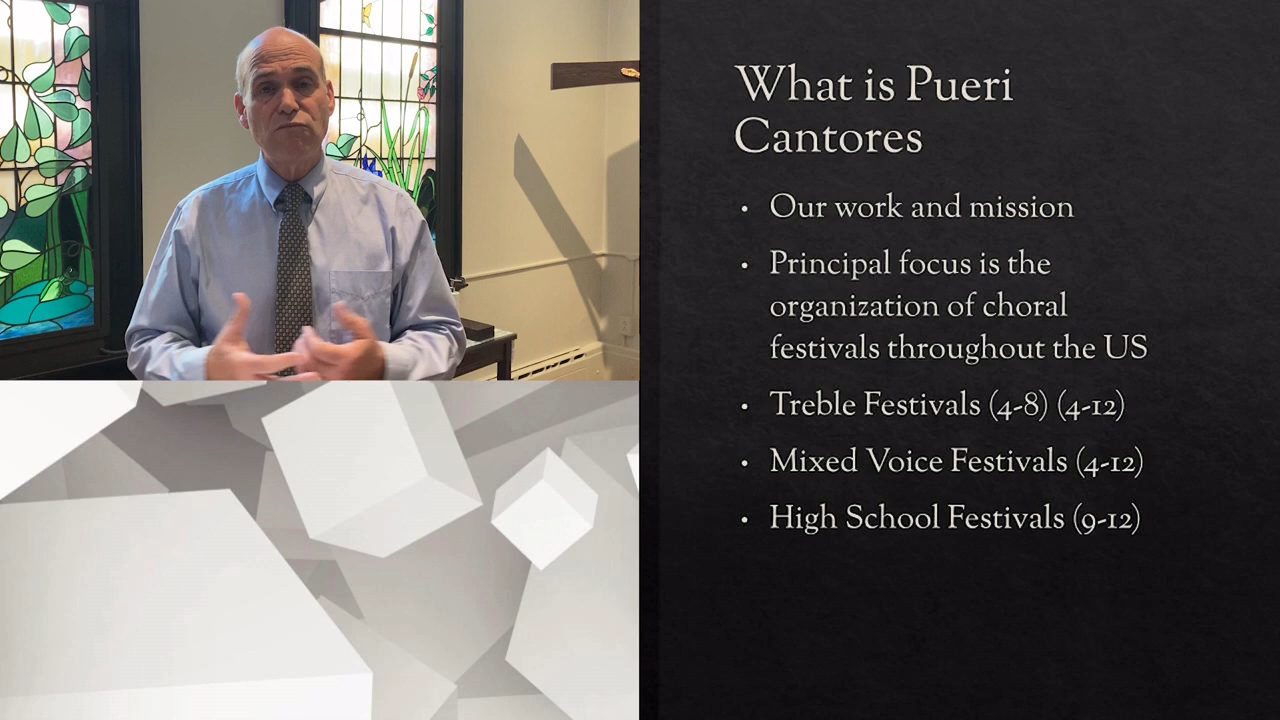 What is Pueri
Cantores
• Our work and mission
• Principal focus is the
organization of choral
festivals throughout the US
• Treble Festivals (4-8) (4-12)
• Mixed Voice Festivals (4-12)
• High School Festivals (9-12)